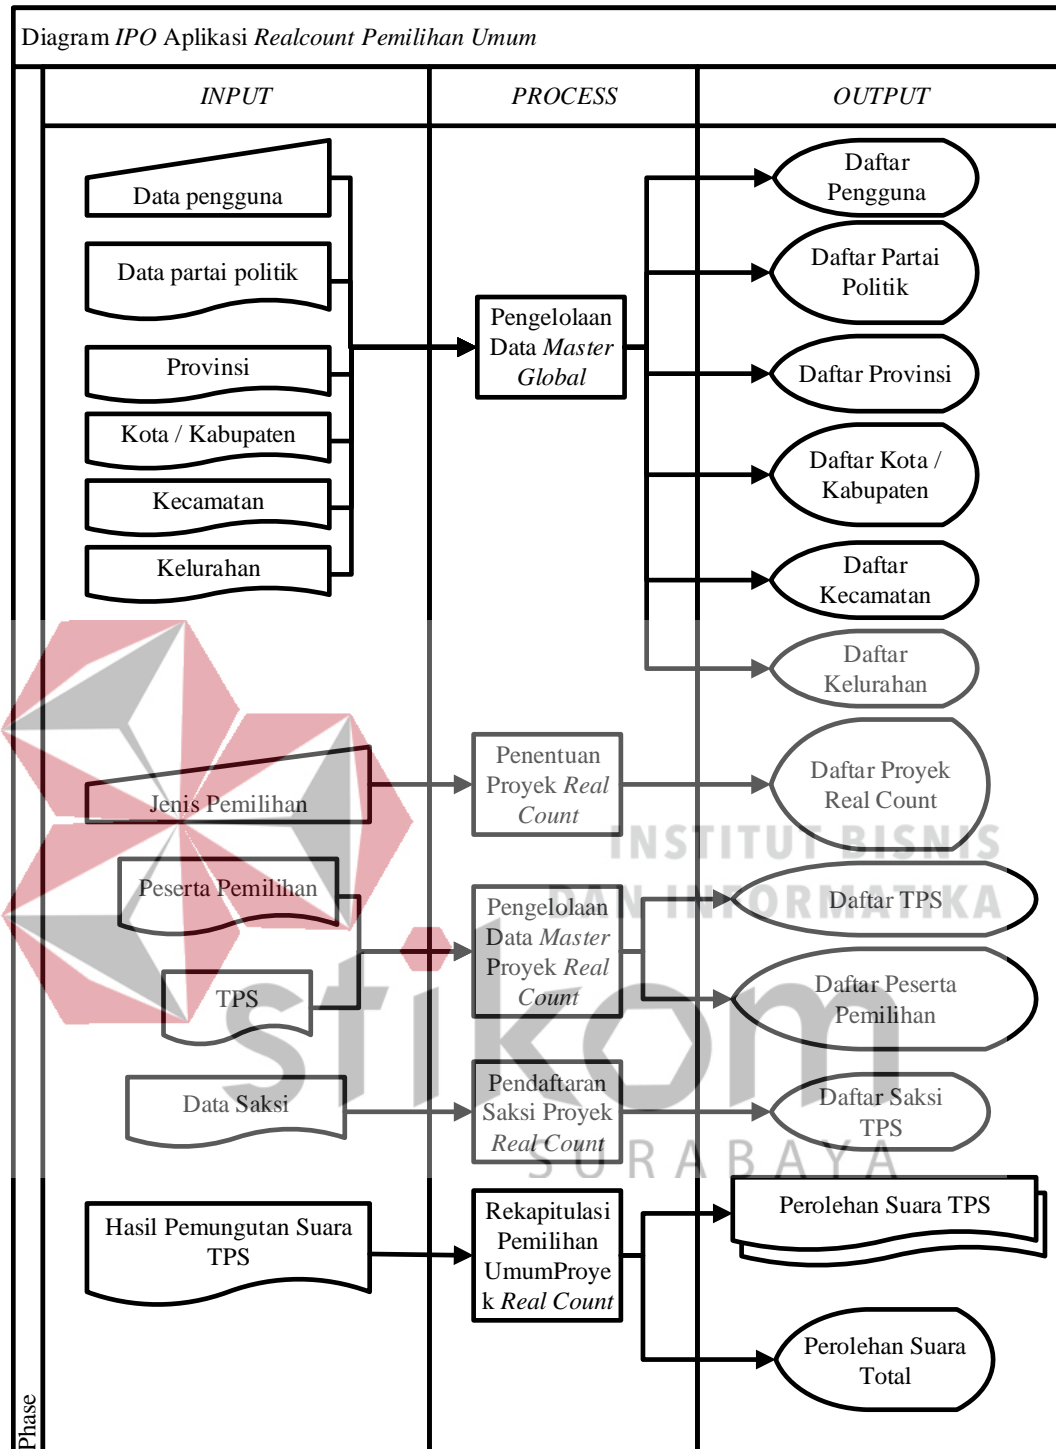 Diagram IPO Aplikasi Realcount Pemilihan Umum
INPUT
PROCESS
OUTPUT
Data pengguna
Data partai politik
Provinsi
Kota / Kabupaten
Kecamatan
Kelurahan
Pengelolaan
Data Master
Global
Daftar
Pengguna
Daftar Partai
Politik
Daftar Provinsi
Daftar Kota /
Kabupaten
Daftar
Kecamatan
Daftar
Kelurahan
Jenis Pemilihan
Penentuan
Proyek Real
Count
Daftar Proyek
Real Count
INSTITUT BISNIS
DAN INFORMATIKA
Peserta Pemilihan
TPS
Pengelolaan
Data Master
Proyek Real
Count
Daftar TPS
Daftar Peserta
Pemilihan
stikom
Data Saksi
Pendaftaran
Saksi Proyek
Real Count
Daftar Saksi
TPS
SURABAYA
Hasil Pemungutan Suara
TPS
Rekapitulasi
Pemilihan
UmumProye
k Real Count
Perolehan Suara TPS
Perolehan Suara
Total
Phase